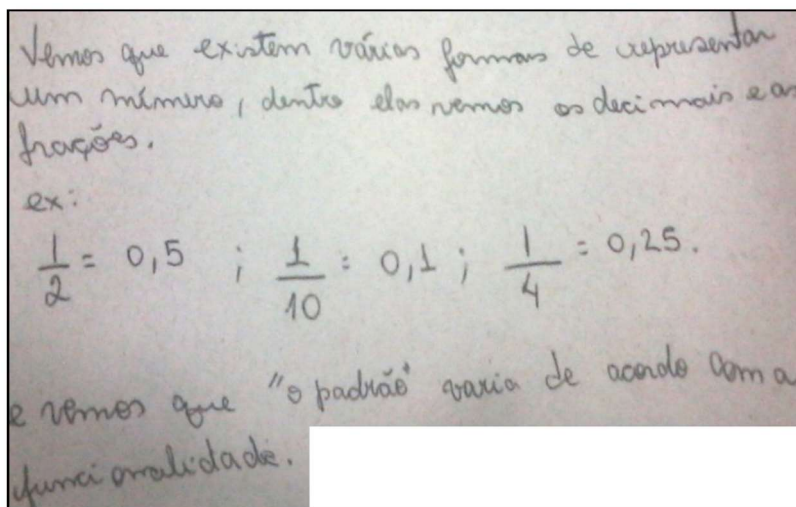 Vemos que existem várias formas de representar
um número, dentre elas vemos os decimais e as
frações.
ex:
1/2 = 0,5 ; 1/10 = 0,1 ; 1/4 = 0,25.
e vemos que "o padrão" varia de acordo com a
funcionalidade.